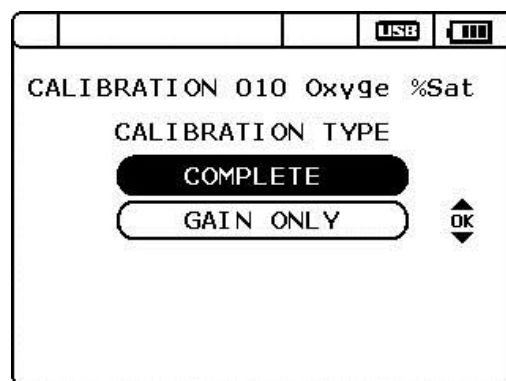 USB
CALIBRATION 010 Oxyge %Sat
CALIBRATION TYPE
COMPLETE
GAIN ONLY
OK